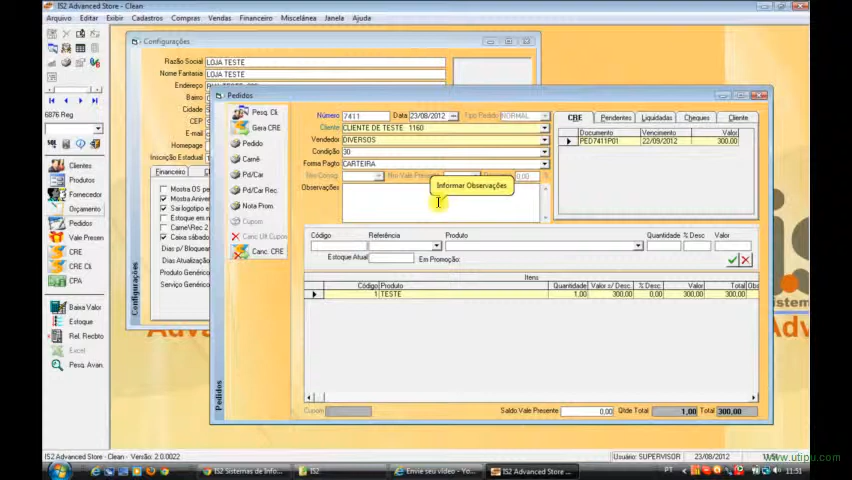 IS2 Advanced Store - Clean
Arquivo Editar Exibir Cadastros Compras Vendas Financeiro Miscelânea Janela Ajuda
6876 Reg
Clientes
Produtos
Fornecedor
Orçamento
Pedidos
Vale Presen
CRE
CRE Cli
CPA
Baixa Valor
Estoque
Rel. Recbto
Excel
Pesq. Avan.
Configurações
Razão Social LOJA TESTE
Nome Fantasia LOJA TESTE
Endereço
Bairro
Cidade
CEP
E-mail
Homepage
Inscrição Estadual
Financeiro
Mostra OS pe
Mostra Aniver
Sai logotipo e
Estoque em n
Carne\Rec 2
Caixa sábado
Dias p/ Bloquea
Dias Atualização
Produto Genérico
Serviço Genérico
Configurações
Pedidos
Pesq. Cli
Gera CRE
Pedido
Carnê
Pd/Car
Pd/Car Rec
Nota Prom.
Cupom
Canc Ult Cupom
Canc. CRE
Pedidos
Número 7411 Data 23/08/2012 Tipo Pedido NORMAL
Cliente CLIENTE DE TESTE 1160
Vendedor DIVERSOS
Condição 30
Forma Pagto CARTEIRA
Nro Consig. Nro Vale Presente 0,00
Observações
Informar Observações
CRE Pendentes Liquidadas Cheques Cliente
Documento Vencimento Valor
PED7411P01 22/09/2012 300,00
Código Referência Produto Quantidade % Desc Valor
Estoque Atual Em Promoção:
Itens
Código Produto Quantidade Valor s/ Desc. % Desc. Valor Total Obs
1 TESTE 1,00 300,00 0,00 300,00 300,00
Cupom Saldo Vale Presente 0,00 Qtde Total 1,00 Total 300,00
IS2 Advanced Store - Clean - Versão: 2.0.0022 Usuário: SUPERVISOR 23/08/2012
www.utipu.com
IS2 Sistemas de Info... IS2 Envie seu vídeo - Yo... IS2 Advanced Store ... PT 11:51